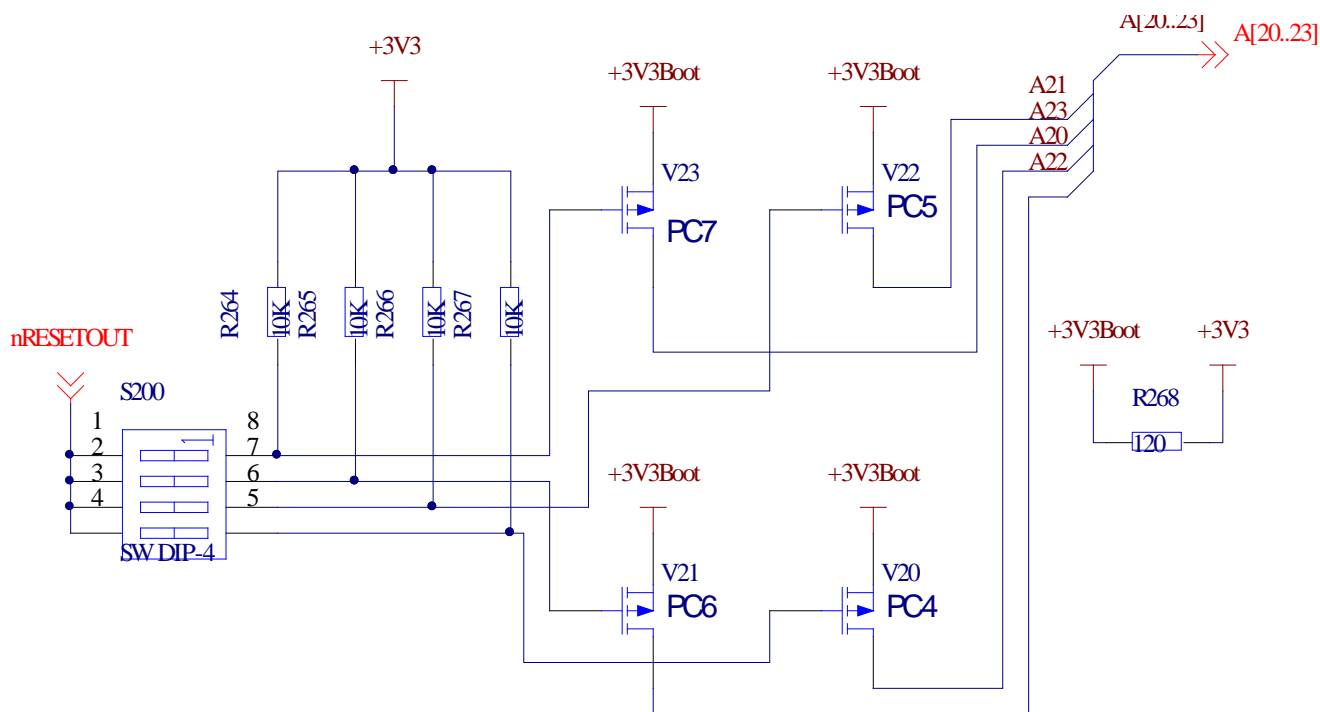 A[20..23]
A[20..23]
+3V3
+3V3Boot
+3V3Boot
A21
A23
A20
A22
V23
PC7
V22
PC5
R264
10K
R265
10K
R266
10K
R267
10K
nRESETOUT
+3V3Boot
+3V3
S200
R268
120
1
8
2
7
3
6
4
5
1
SW DIP-4
+3V3Boot
+3V3Boot
V21
PC6
V20
PC4